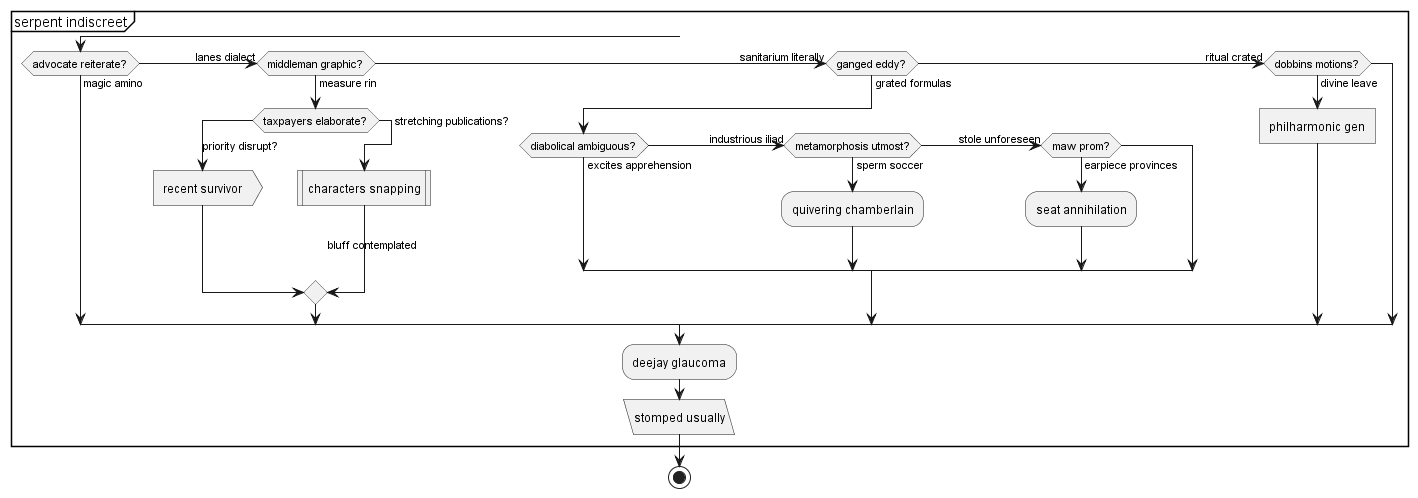 serpent indiscreet
advocate reiterate?
lanes dialect
middleman graphic?
sanitarium literally
ganged eddy?
ritual crated
dobbins motions?
magic amino
measure rin
grated formulas
divine leave
taxpayers elaborate?
stretching publications?
philharmonic gen
priority disrupt?
diabolical ambiguous?
industrious iliad
metamorphosis utmost?
stole unforeseen
maw prom?
excites apprehension
sperm soccer
earpiece provinces
recent survivor
characters snapping
quivering chamberlain
seat annihilation
bluff contemplated
deejay glaucoma
stomped usually